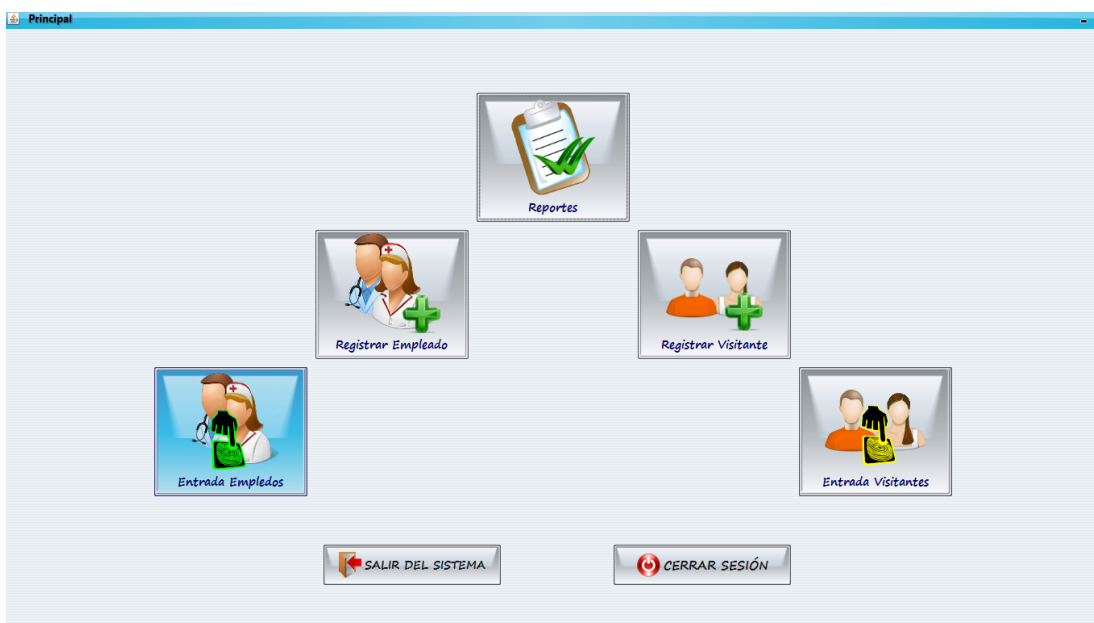 Principal
Reportes
Registrar Empleado
Registrar Visitante
Entrada Empledos
Entrada Visitantes
SALIR DEL SISTEMA
CERRAR SESIÓN